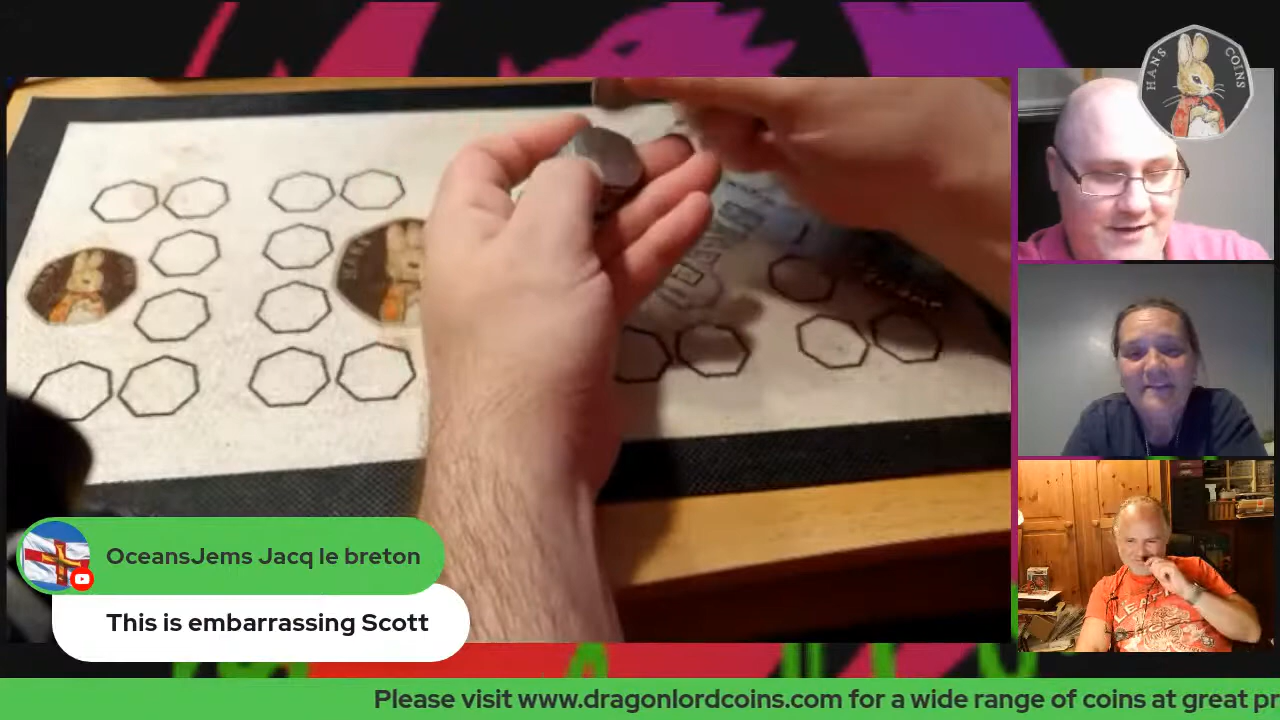 HANS COINS
OceansJems Jacq le breton
This is embarrassing Scott
Please visit www.dragonlordcoins.com for a wide range of coins at great pr